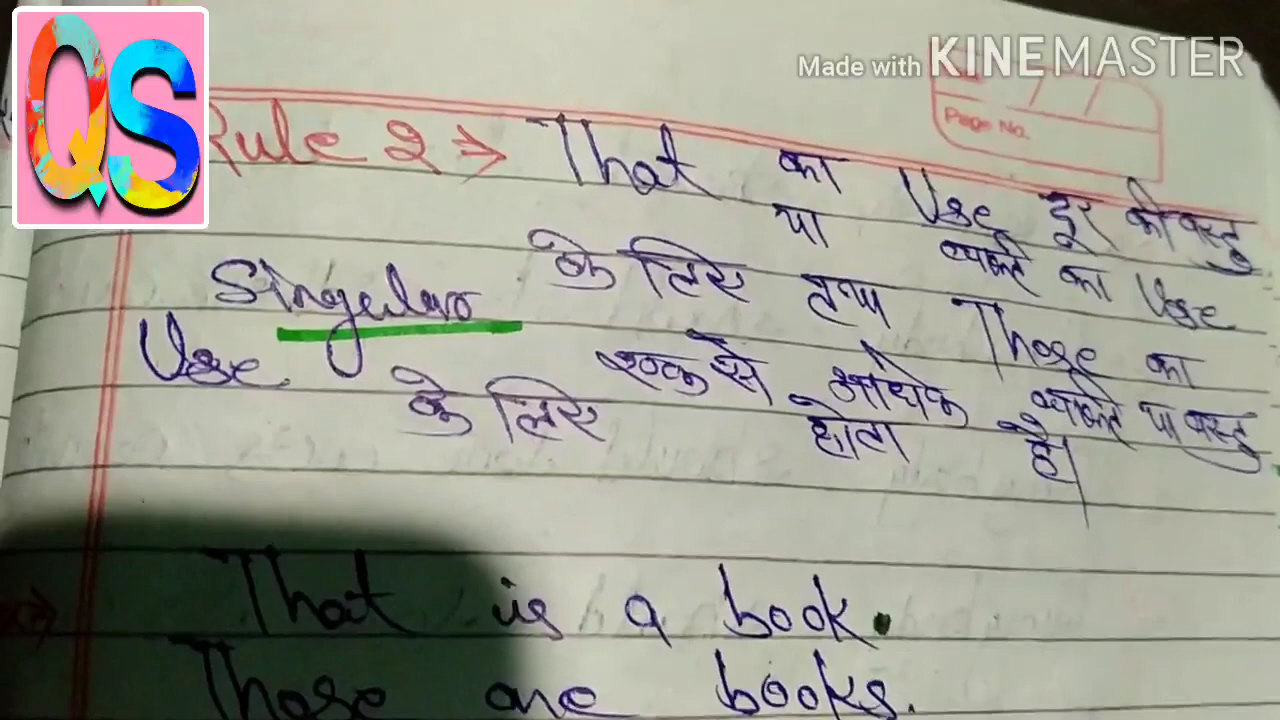 QS
Made with KINEMASTER
Page No.
Rule 2 → That का Use दूर की वस्तु
या व्यक्ति का Use
Singular के लिए तथा Those का
Use एक से अधिक व्यक्ति या वस्तु
के लिए होता है।
That is a book.
Those are books.